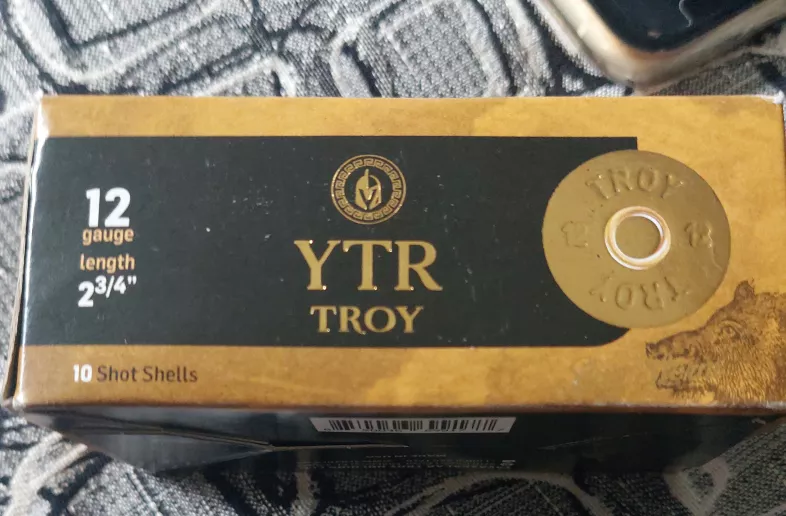 12
gauge
length
2 3/4"
YTR
TROY
TROY
12 12
TROY
10 Shot Shells